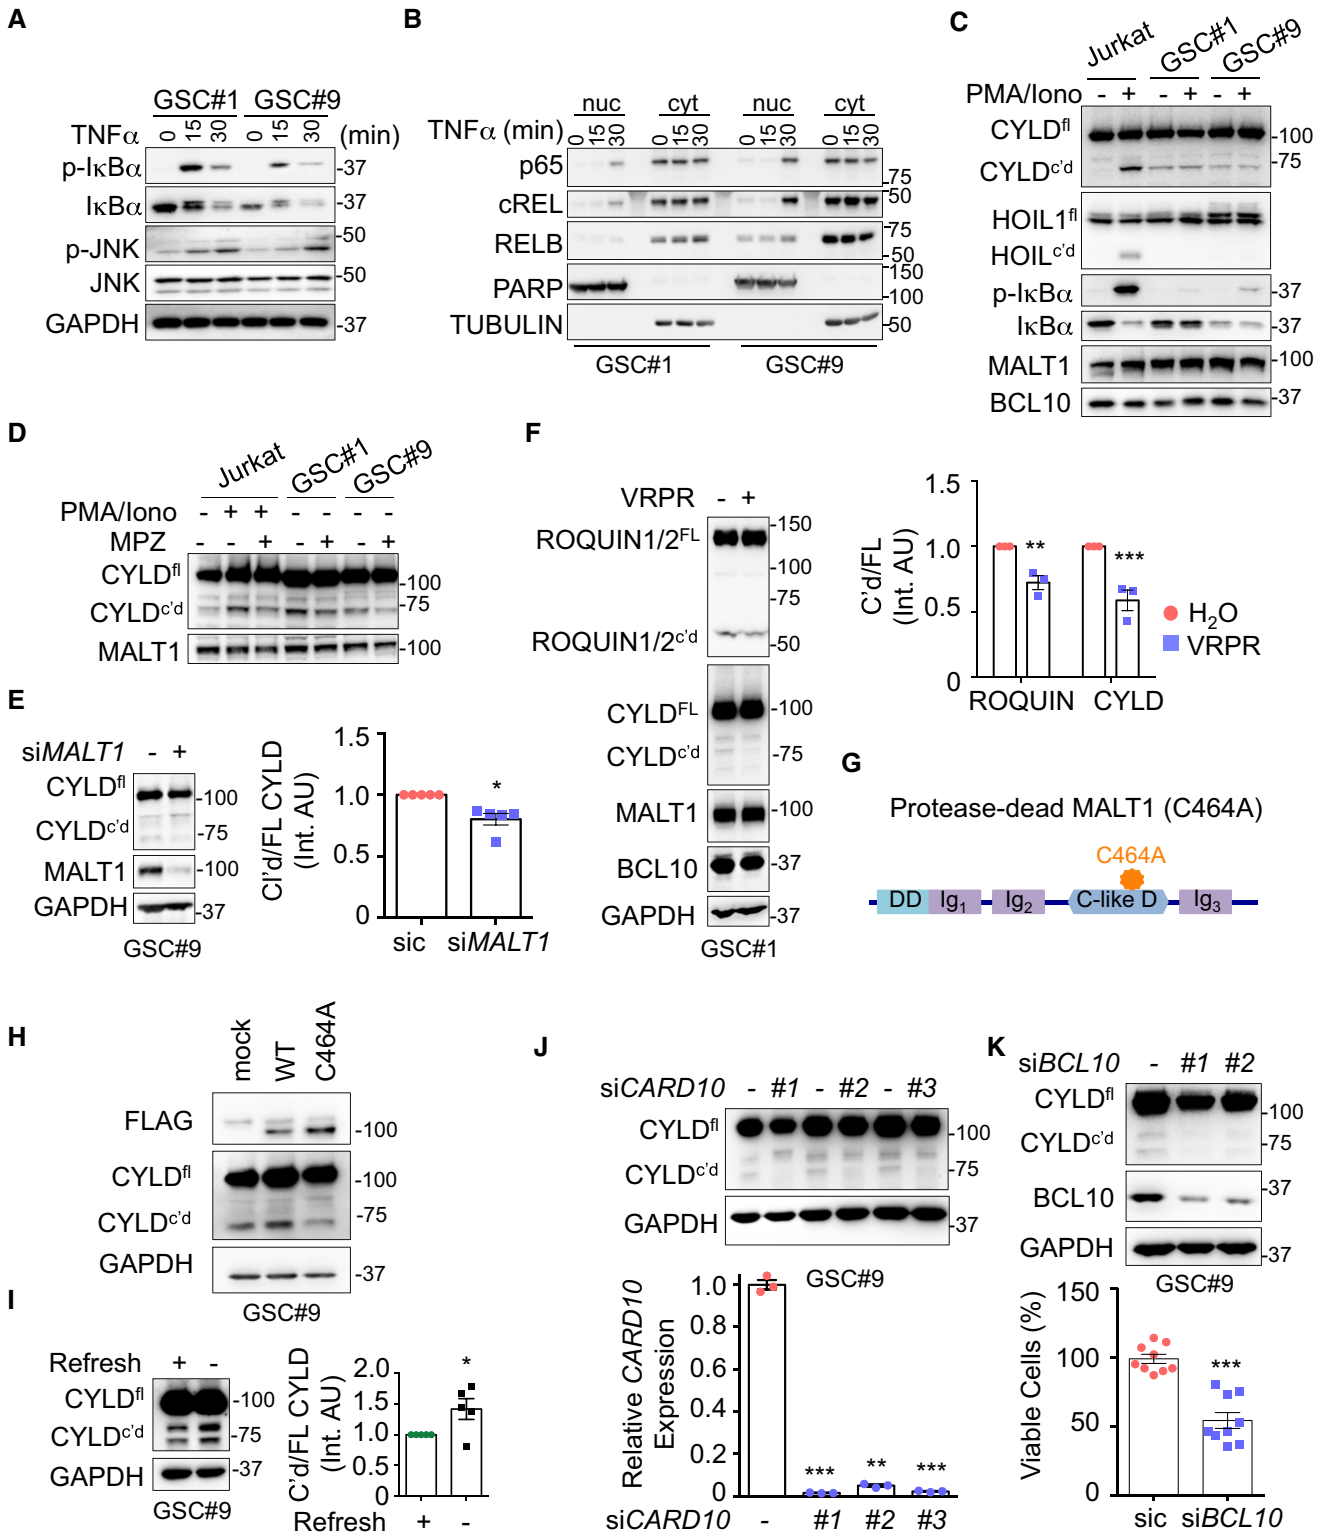 A
GSC#1 GSC#9
TNFα 0 15 30 0 15 30 (min)
p-IκBα -37
IκBα -37
p-JNK -50
JNK -50
GAPDH -37
B
nuc cyt nuc cyt
TNFα (min) 0 15 30 0 15 30 0 15 30 0 15 30
p65 -75
cREL -50
RELB -75 -50
PARP -150 -100
TUBULIN -50
GSC#1 GSC#9
C
Jurkat GSC#1 GSC#9
PMA/Iono - + - + - +
CYLDfl -100
CYLDc'd -75
HOIL1fl
HOILc'd
p-IκBα -37
IκBα -37
MALT1 -100
BCL10 -37
D
Jurkat GSC#1 GSC#9
PMA/Iono - + + - - - -
MPZ - - + - + - +
CYLDfl -100
CYLDc'd -75
MALT1 -100
E
siMALT1 - +
CYLDfl -100
CYLDc'd -75
MALT1 -100
GAPDH -37
GSC#9
Cl'd/FL CYLD (Int. AU)
1.5
1.0
0.5
0
*
sic siMALT1
F
VRPR - +
ROQUIN1/2FL -150
-100
-75
ROQUIN1/2c'd -50
CYLDFL -100
CYLDc'd -75
MALT1 -100
BCL10 -37
GAPDH -37
GSC#1
C'd/FL (Int. AU)
1.5
1.0
0.5
0
** ***
ROQUIN CYLD
H2O
VRPR
G
Protease-dead MALT1 (C464A)
C464A
DD Ig1 Ig2 C-like D Ig3
H
mock WT C464A
FLAG -100
CYLDfl -100
CYLDc'd -75
GAPDH -37
GSC#9
I
Refresh + -
CYLDfl -100
CYLDc'd -75
GAPDH -37
GSC#9
C'd/FL CYLD (Int. AU)
2.0
1.5
1.0
0.5
0
*
Refresh + -
J
siCARD10 - #1 - #2 - #3
CYLDfl -100
CYLDc'd -75
GAPDH -37
GSC#9
Relative CARD10 Expression
1.0
0.8
0.6
0.4
0.2
0
*** ** ***
siCARD10 - #1 #2 #3
K
siBCL10 - #1 #2
CYLDfl -100
CYLDc'd -75
BCL10 -37
GAPDH -37
GSC#9
Viable Cells (%)
150
100
50
0
***
sic siBCL10